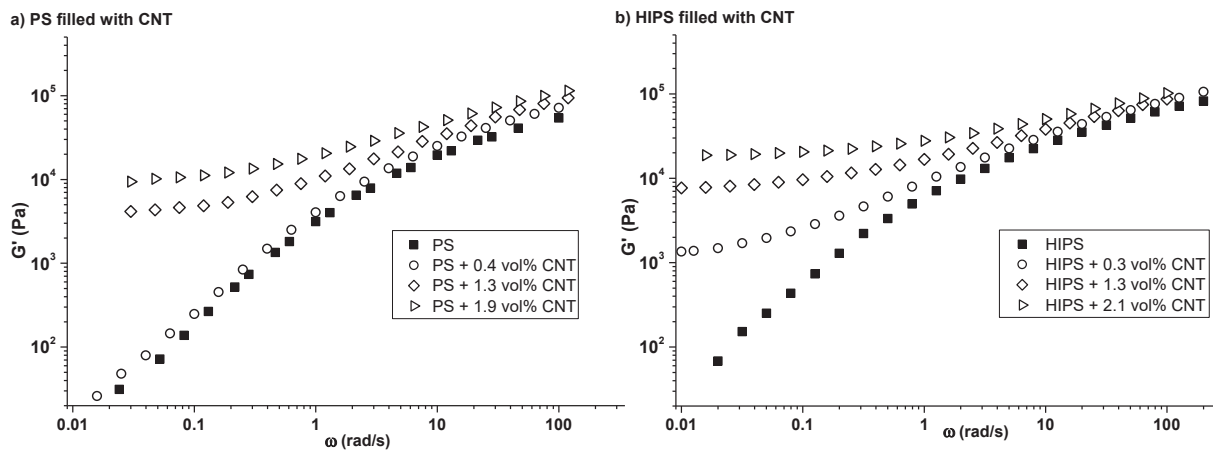 a) PS filled with CNT
G' (Pa)
10^5
10^4
10^3
10^2
PS
PS + 0.4 vol% CNT
PS + 1.3 vol% CNT
PS + 1.9 vol% CNT
0.01 0.1 1 10 100
ω (rad/s)
b) HIPS filled with CNT
G' (Pa)
10^5
10^4
10^3
10^2
HIPS
HIPS + 0.3 vol% CNT
HIPS + 1.3 vol% CNT
HIPS + 2.1 vol% CNT
0.01 0.1 1 10 100
ω (rad/s)